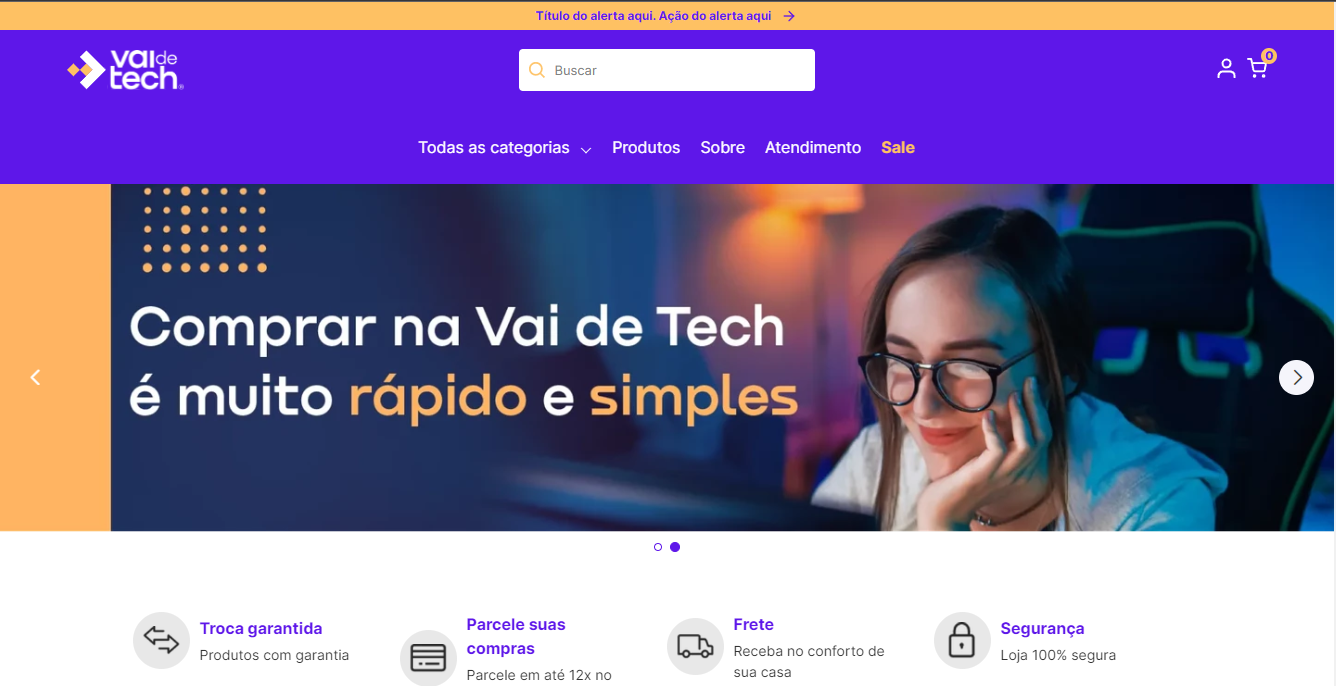 Título do alerta aqui. Ação do alerta aqui
vai de
tech
Buscar
0
Todas as categorias Produtos Sobre Atendimento Sale
Comprar na Vai de Tech
é muito rápido e simples
Troca garantida
Produtos com garantia
Parcele suas
compras
Parcele em até 12x no
Frete
Receba no conforto de
sua casa
Segurança
Loja 100% segura